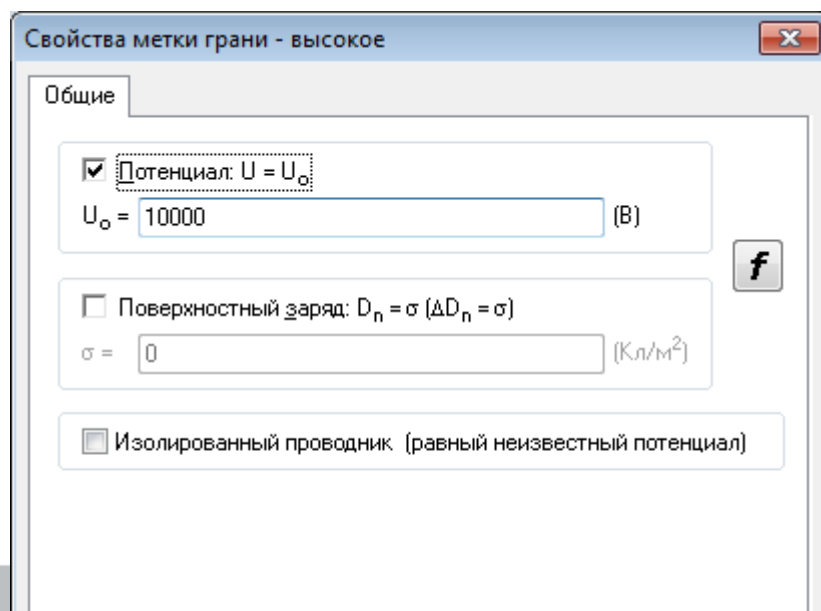 Свойства метки грани - высокое
Общие
Потенциал: U = Uₒ
Uₒ = 10000 (В)
f
Поверхностный заряд: Dₙ = σ (ΔDₙ = σ)
σ = 0 (Кл/м²)
Изолированный проводник (равный неизвестный потенциал)